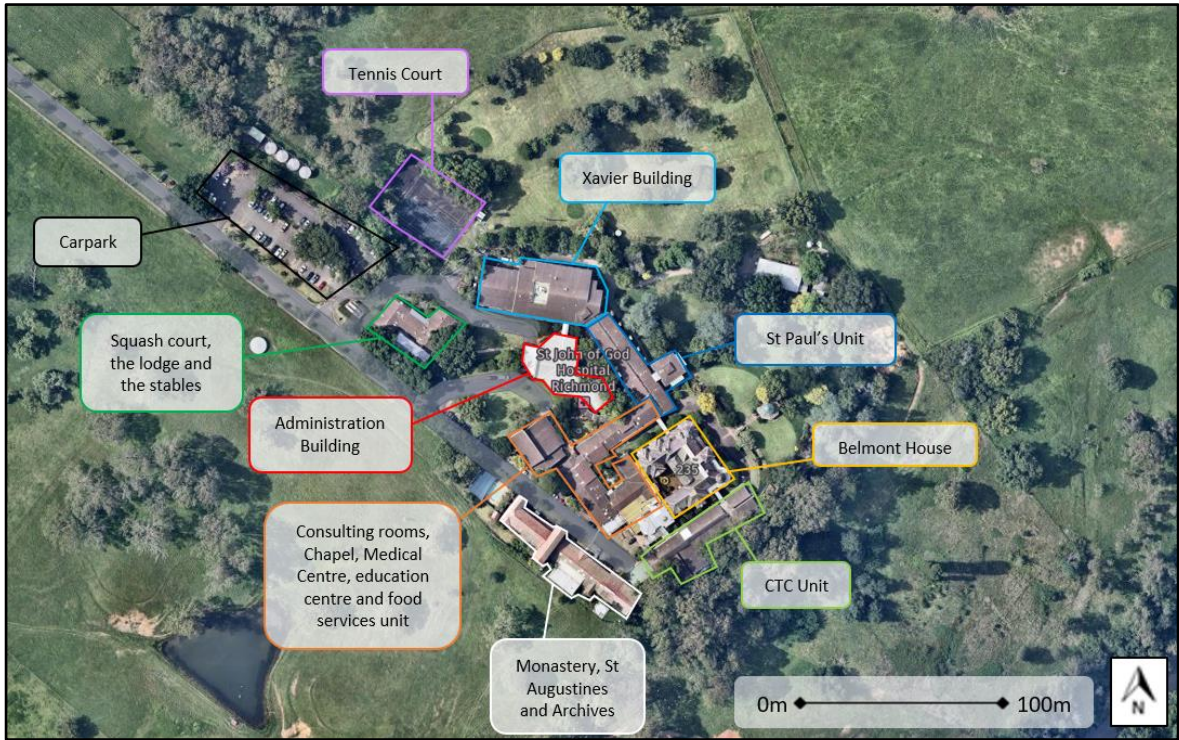 Tennis Court
Xavier Building
Carpark
Squash court,
the lodge and
the stables
St John of God
Hospital
Richmond
St Paul's Unit
Administration
Building
Belmont House
235
Consulting rooms,
Chapel, Medical
Centre, education
centre and food
services unit
CTC Unit
Monastery, St
Augustines
and Archives
0m
100m
N